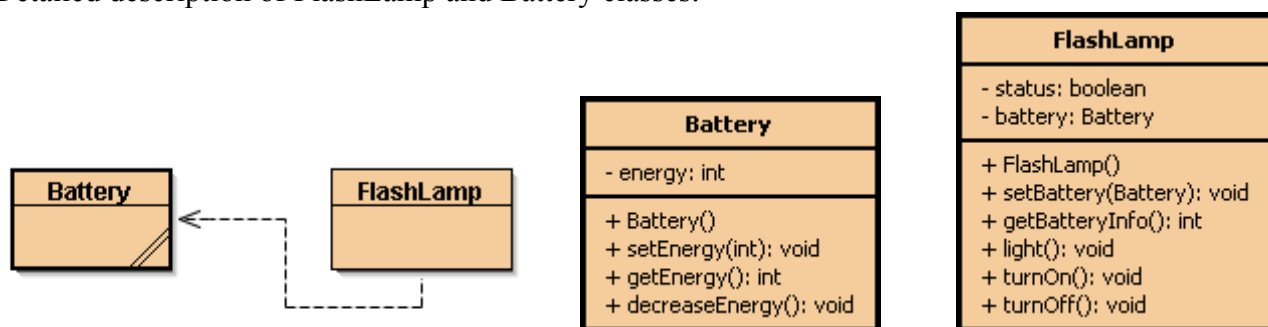 Detailed description of FlashLamp and Battery classes:
Battery
FlashLamp
Battery
- energy: int
+ Battery()
+ setEnergy(int): void
+ getEnergy(): int
+ decreaseEnergy(): void
FlashLamp
- status: boolean
- battery: Battery
+ FlashLamp()
+ setBattery(Battery): void
+ getBatteryInfo(): int
+ light(): void
+ turnOn(): void
+ turnOff(): void